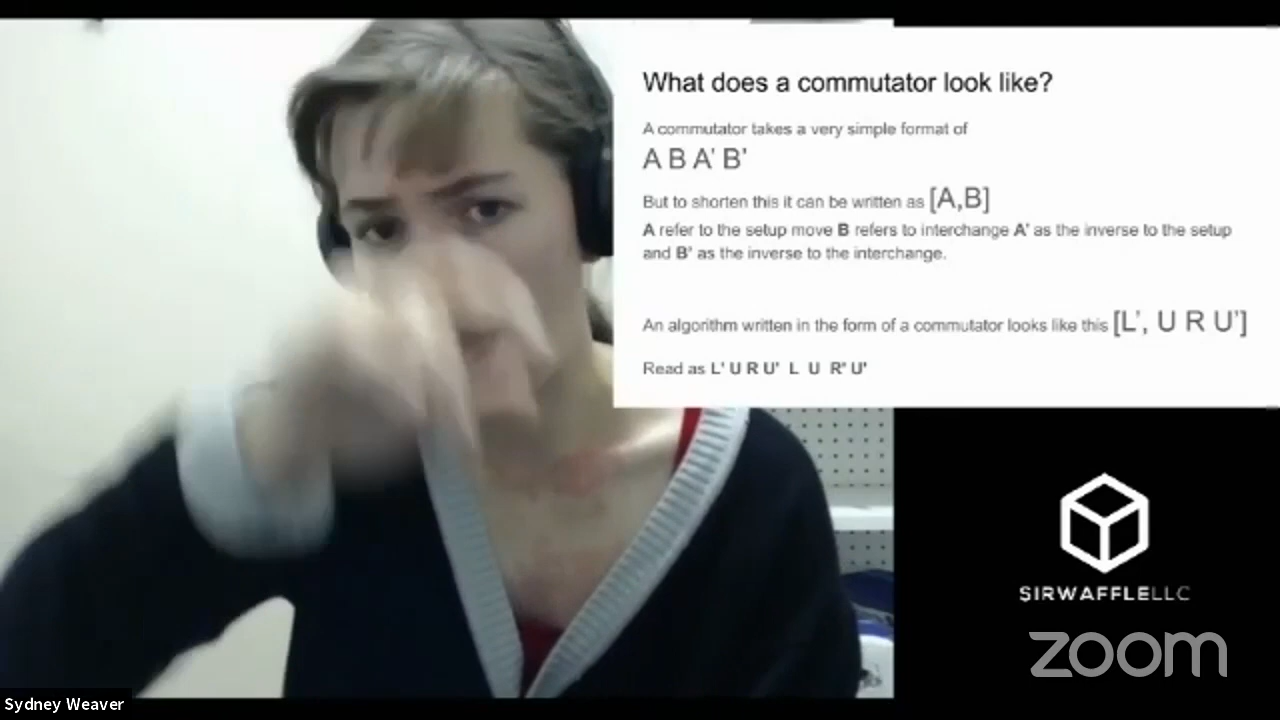 What does a commutator look like?
A commutator takes a very simple format of
A B A' B'
But to shorten this it can be written as [A,B]
A refer to the setup move B refers to interchange A' as the inverse to the setup
and B' as the inverse to the interchange.
An algorithm written in the form of a commutator looks like this [L', U R U']
Read as L' U R U' L U R' U'
SIRWAFFLELLC
zoom
Sydney Weaver